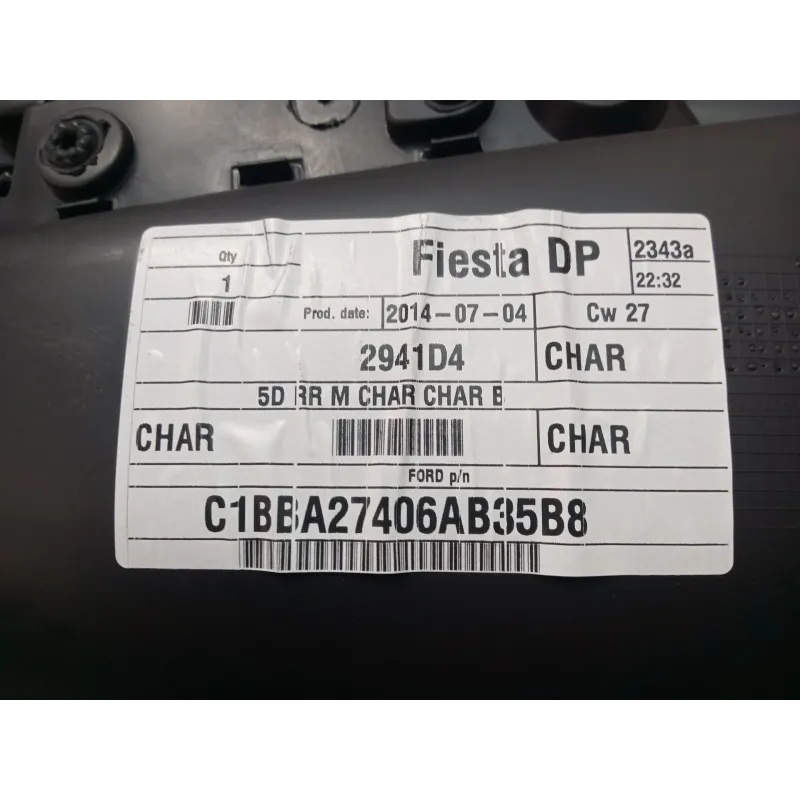 Qty
Fiesta DP
2343a
1
22:32
Prod. date: 2014-07-04
Cw 27
2941D4
CHAR
5D RR M CHAR CHAR B
CHAR
CHAR
FORD p/n
C1BBA27406AB35B8